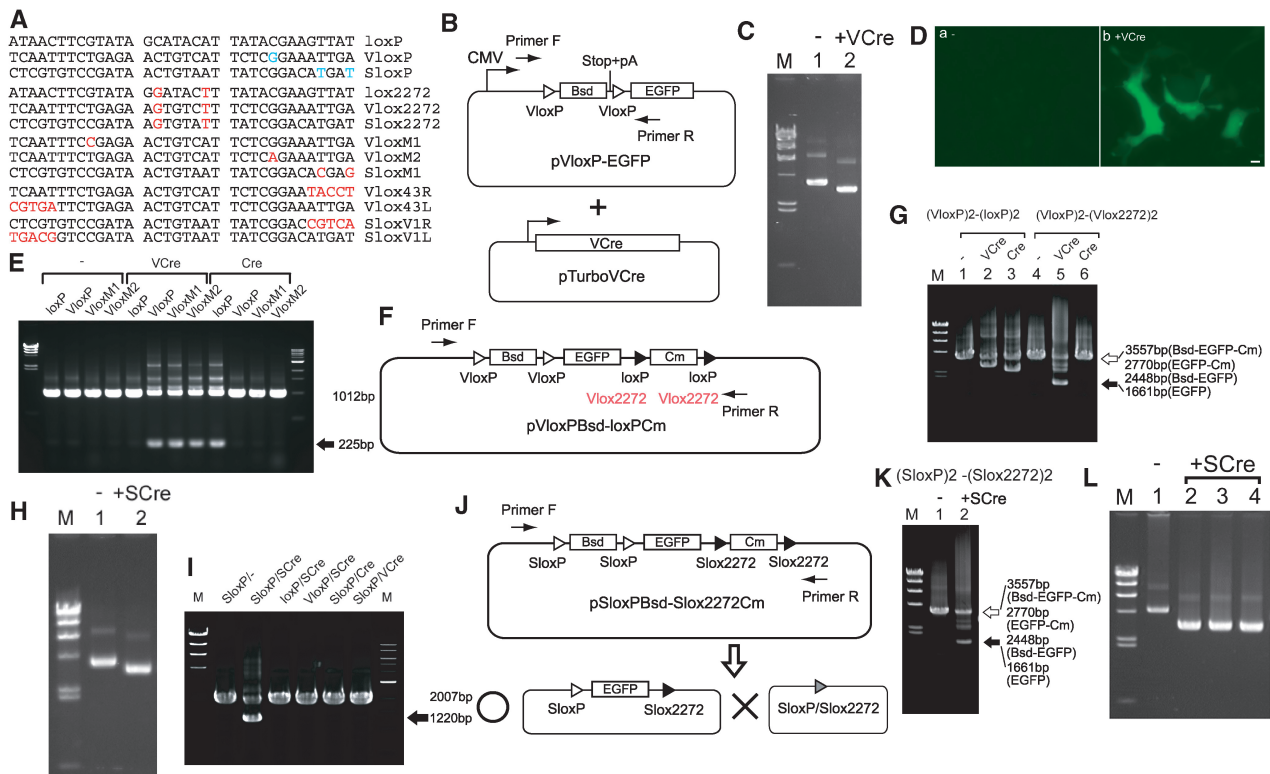 A
ATAACTTCGTATA GCATACAT TATACGAAGTTAT loxP
TCAATTTCTGAGA ACTGTCAT TCTCGGAAATTGA VloxP
CTCGTGTCCGATA ACTGTAAT TATCGGACATGAT SloxP
ATAACTTCGTATA GGATACTT TATACGAAGTTAT lox2272
TCAATTTCTGAGA AGTGTCTT TCTCGGAAATTGA Vlox2272
CTCGTGTCCGATA AGTGTATT TATCGGACATGAT Slox2272
TCAATTTCCGAGA ACTGTCAT TCTCGGAAATTGA VloxM1
TCAATTTCTGAGA ACTGTCAT TCTCAGAAATTGA VloxM2
CTCGTGTCCGATA ACTGTAAT TATCGGACACGAG SloxM1
TCAATTTCTGAGA ACTGTCAT TCTCGGAATACCT Vlox43R
CGTGATTCTGAGA ACTGTCAT TCTCGGAAATTGA Vlox43L
CTCGTGTCCGATA ACTGTAAT TATCGGACCGTCA SloxV1R
TGACGGTCCGATA ACTGTAAT TATCGGACATGAT SloxV1L
B
Primer F
CMV
Stop+pA
Bsd
EGFP
VloxP
VloxP
Primer R
pVloxP-EGFP
+
VCre
pTurboVCre
C
- +VCre
M 1 2
D
a -
b +VCre
E
- VCre Cre
loxP VloxP VloxM1 VloxM2 loxP VloxP VloxM1 VloxM2 loxP VloxP VloxM1 VloxM2
1012bp
225bp
F
Primer F
Bsd
EGFP
Cm
VloxP VloxP loxP loxP
Vlox2272 Vlox2272
Primer R
pVloxPBsd-loxPCm
G
(VloxP)2-(loxP)2 (VloxP)2-(Vlox2272)2
- VCre Cre - VCre Cre
M 1 2 3 4 5 6
3557bp(Bsd-EGFP-Cm)
2770bp(EGFP-Cm)
2448bp(Bsd-EGFP)
1661bp(EGFP)
H
- +SCre
M 1 2
I
M SloxP/- SloxP/SCre loxP/SCre VloxP/SCre SloxP/Cre SloxP/VCre M
2007bp
1220bp
J
Primer F
Bsd
EGFP
Cm
SloxP SloxP Slox2272 Slox2272
Primer R
pSloxPBsd-Slox2272Cm
EGFP
SloxP Slox2272
SloxP/Slox2272
K
(SloxP)2 -(Slox2272)2
- +SCre
M 1 2
3557bp
(Bsd-EGFP-Cm)
2770bp
(EGFP-Cm)
2448bp
(Bsd-EGFP)
1661bp
(EGFP)
L
- +SCre
M 1 2 3 4